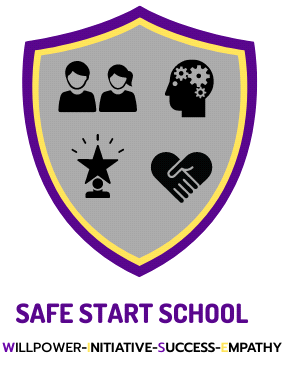 SAFE START SCHOOL
WILLPOWER-INITIATIVE-SUCCESS-EMPATHY